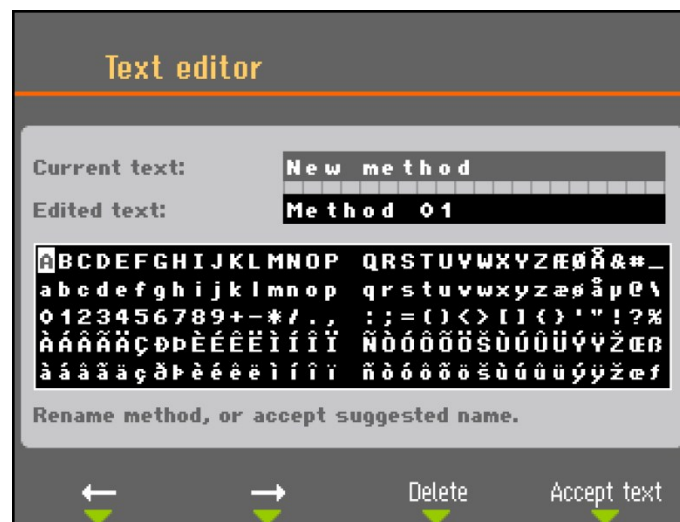 Text editor
Current text: New method
Edited text: Method 01
ABCDEFGHIJKLMNOP QRSTUVWXYZÆØÅ&#_
abcdefghijklmnop qrstuvwxyzæøåµ@\
0123456789+-*/., :;=()<>[]{}'"!?%
ÀÁÂÃÄÇÐÞÈÉÊËÌÍÎÏ ÑÒÓÔÕÖŠÙÚÛÜÝŸŽŒß
àáâãäçðÞèéêëìíîï ñòóôõöšùúûüýÿžœf
Rename method, or accept suggested name.
← → Delete Accept text